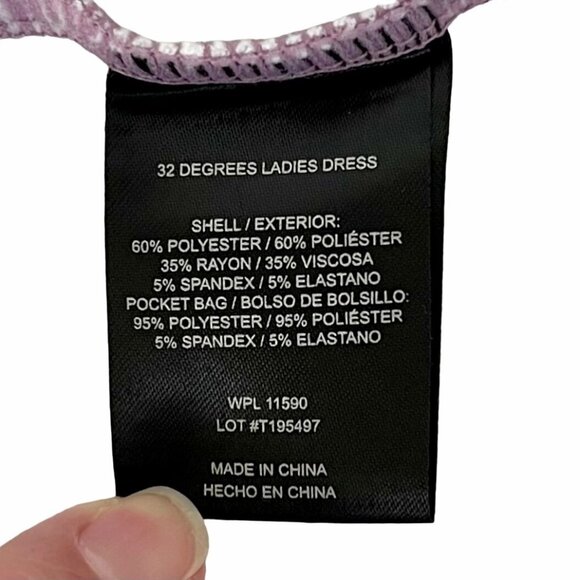 32 DEGREES LADIES DRESS
SHELL / EXTERIOR:
60% POLYESTER / 60% POLIÉSTER
35% RAYON / 35% VISCOSA
5% SPANDEX / 5% ELASTANO
POCKET BAG / BOLSO DE BOLSILLO:
95% POLYESTER / 95% POLIÉSTER
5% SPANDEX / 5% ELASTANO
WPL 11590
LOT #T195497
MADE IN CHINA
HECHO EN CHINA